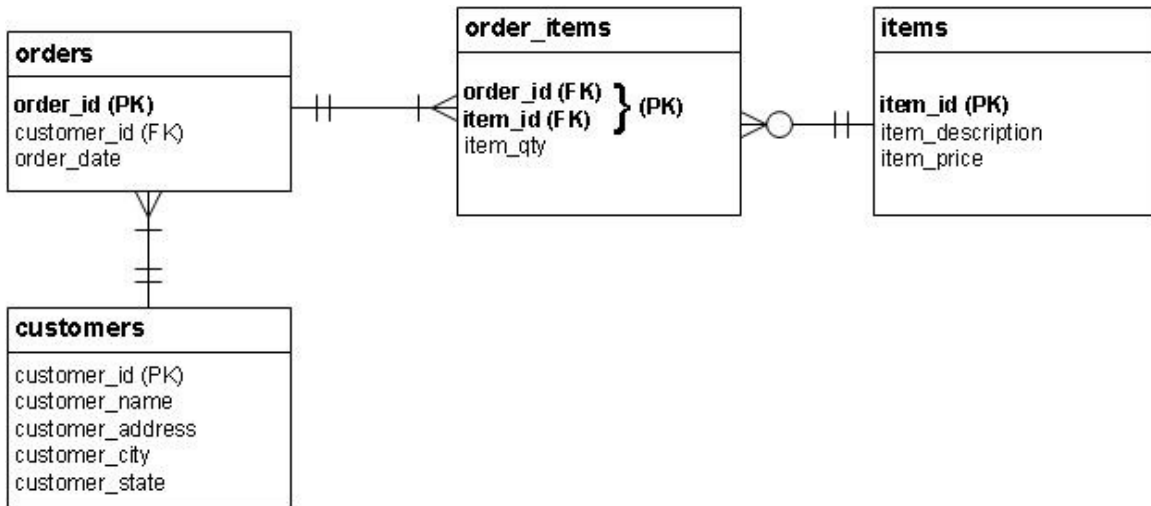 orders
order_id (PK)
customer_id (FK)
order_date
order_items
order_id (FK)
item_id (FK) } (PK)
item_qty
items
item_id (PK)
item_description
item_price
customers
customer_id (PK)
customer_name
customer_address
customer_city
customer_state